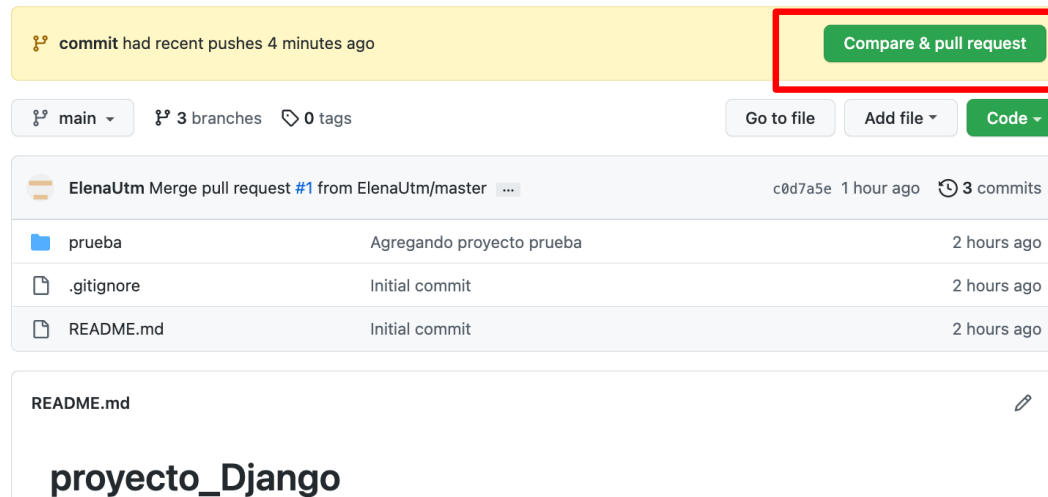 commit had recent pushes 4 minutes ago Compare & pull request
main 3 branches 0 tags Go to file Add file Code
ElenaUtm Merge pull request #1 from ElenaUtm/master ... c0d7a5e 1 hour ago 3 commits
prueba Agregando proyecto prueba 2 hours ago
.gitignore Initial commit 2 hours ago
README.md Initial commit 2 hours ago
README.md
proyecto_Django